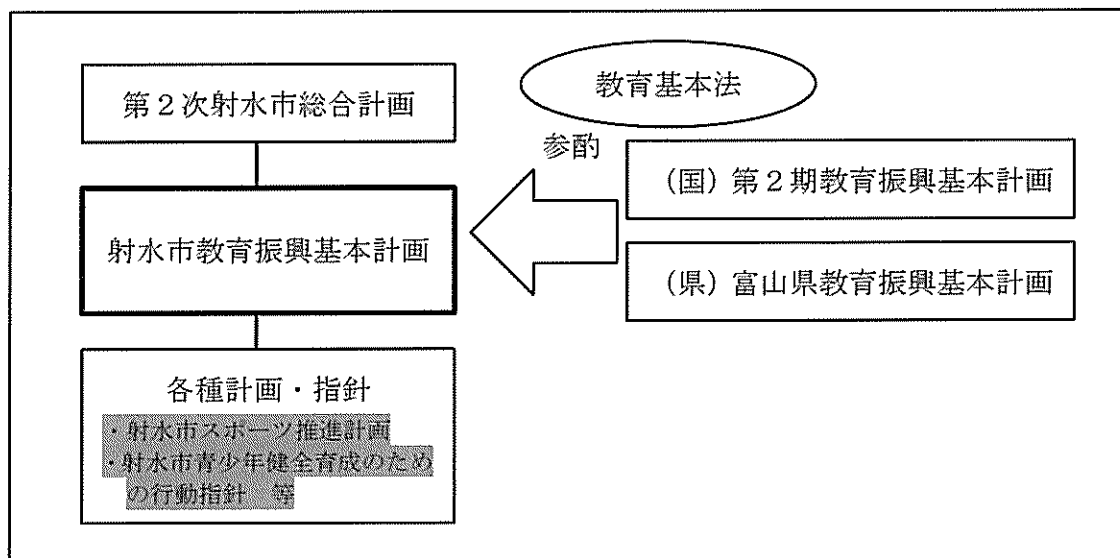 第2次射水市総合計画
教育基本法
参酌
(国)第2期教育振興基本計画
射水市教育振興基本計画
(県)富山県教育振興基本計画
各種計画・指針
・射水市スポーツ推進計画
・射水市青少年健全育成のため
の行動指針 等